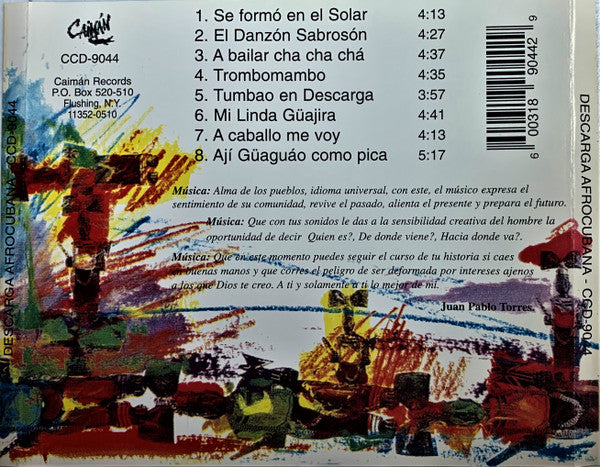 Caimán
CCD-9044
Caimán Records
P.O. Box 520-510
Flushing, N.Y.
11352-0510
1. Se formó en el Solar 4:13
2. El Danzón Sabrosón 4:27
3. A bailar cha cha chá 4:35
4. Trombomambo 4:35
5. Tumbao en Descarga 3:57
6. Mi Linda Güajira 4:41
7. A caballo me voy 4:13
8. Ají Güaguáo como pica 5:17
6 00318 90442 9
Música: Alma de los pueblos, idioma universal, con este, el músico expresa el
sentimiento de su comunidad, revive el pasado, alienta el presente y prepara el futuro.
Música: Que con tus sonidos le das a la sensibilidad creativa del hombre la
oportunidad de decir Quien es?, De donde viene?, Hacia donde va?.
Música: Que en este momento puedes seguir el curso de tu historia si caes
en buenas manos y que corres el peligro de ser deformada por intereses ajenos
a los que Dios te creo. A ti y solamente a ti lo mejor de mí.
Juan Pablo Torres.
DESCARGA AFROCUBANA - CCD-9044
DESCARGA AFROCUBANA - CCD-9044